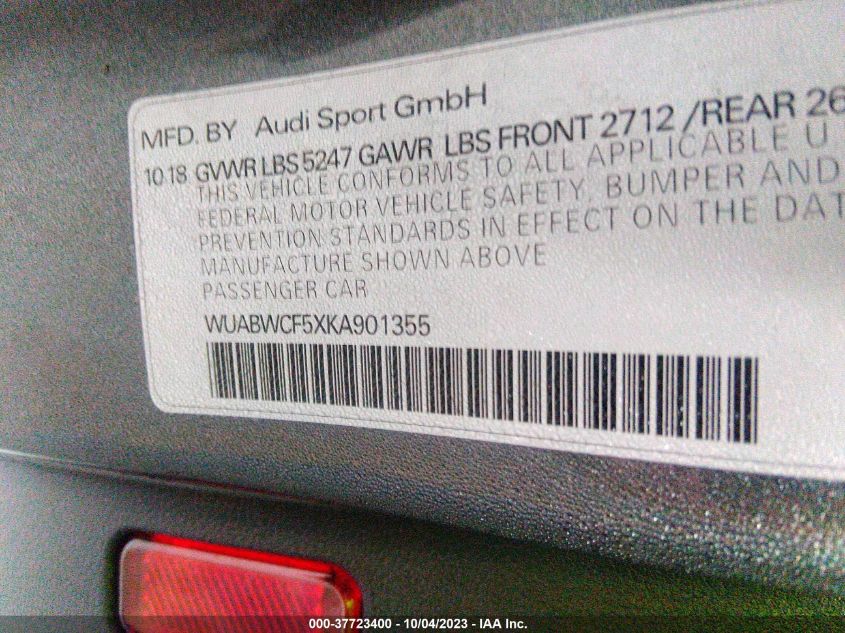 MFD. BY Audi Sport GmbH
10.18 GVWR LBS 5247 GAWR LBS FRONT 2712 /REAR 26
THIS VEHICLE CONFORMS TO ALL APPLICABLE U
FEDERAL MOTOR VEHICLE SAFETY, BUMPER AND
PREVENTION STANDARDS IN EFFECT ON THE DAT
MANUFACTURE SHOWN ABOVE
PASSENGER CAR
WUABWCF5XKA901355
000-37723400 - 10/04/2023 - IAA Inc.